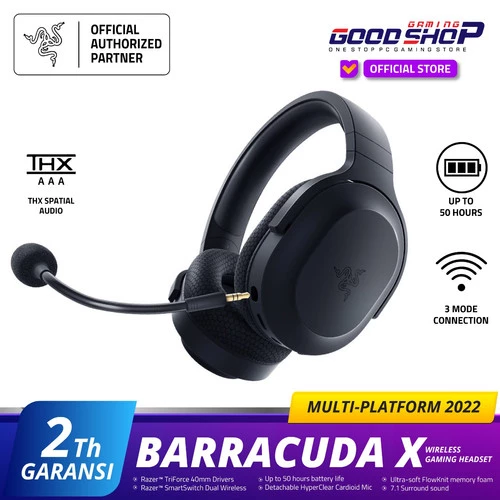 OFFICIAL
AUTHORIZED
PARTNER
GAMING
GOODSHOP
ONE STOP PC GAMING STORE
OFFICIAL STORE
THX
AAA
THX SPATIAL
AUDIO
UP TO
50 HOURS
3 MODE
CONNECTION
MULTI-PLATFORM 2022
2Th
GARANSI
BARRACUDA X
WIRELESS
GAMING HEADSET
• Razer™ TriForce 40mm Drivers
• Up to 50 hours battery life
• Ultra-soft FlowKnit memory foam
• Razer™ SmartSwitch Dual Wireless
• Detachable HyperClear Cardioid Mic
• 7.1 Surround sound